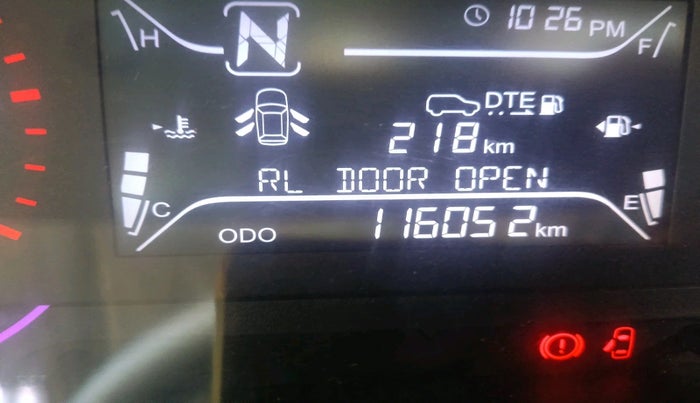 10:26 PM
H
N
F
DTE
218 km
RL DOOR OPEN
C
E
ODO
116052 km